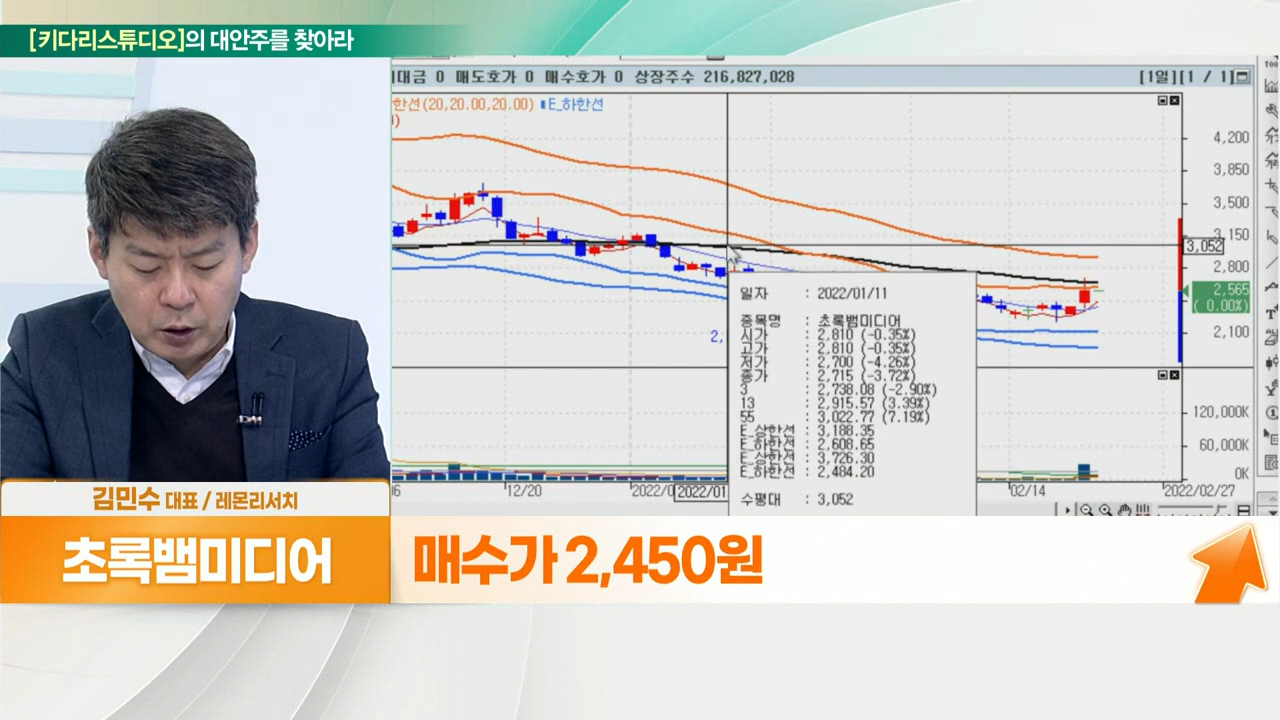 [키다리스튜디오]의 대안주를 찾아라
대금 0 매도호가 0 매수호가 0 상장주수 216,827,028
[1일][1 / 1]
한선(20,20.00,20.00) E_하한선
4,200
3,850
3,500
3,150
3,052
2,800
2,565
( 0.00%)
2,100
2,
일자 : 2022/01/11
종목명 : 초록뱀미디어
시가 : 2,810 (-0.35%)
고가 : 2,810 (-0.35%)
저가 : 2,700 (-4.26%)
종가 : 2,715 (-3.72%)
3 : 2,738.08 (-2.90%)
13 : 2,915.57 (3.39%)
55 : 3,022.77 (7.19%)
E_상한선 : 3,188.35
E_하한선 : 2,608.65
E_상한선 : 3,726.30
E_하한선 : 2,484.20
수평대 : 3,052
120,000K
60,000K
0K
12/20
2022/0
2022/01
02/14
2022/02/27
김민수 대표 / 레몬리서치
초록뱀미디어
매수가 2,450원